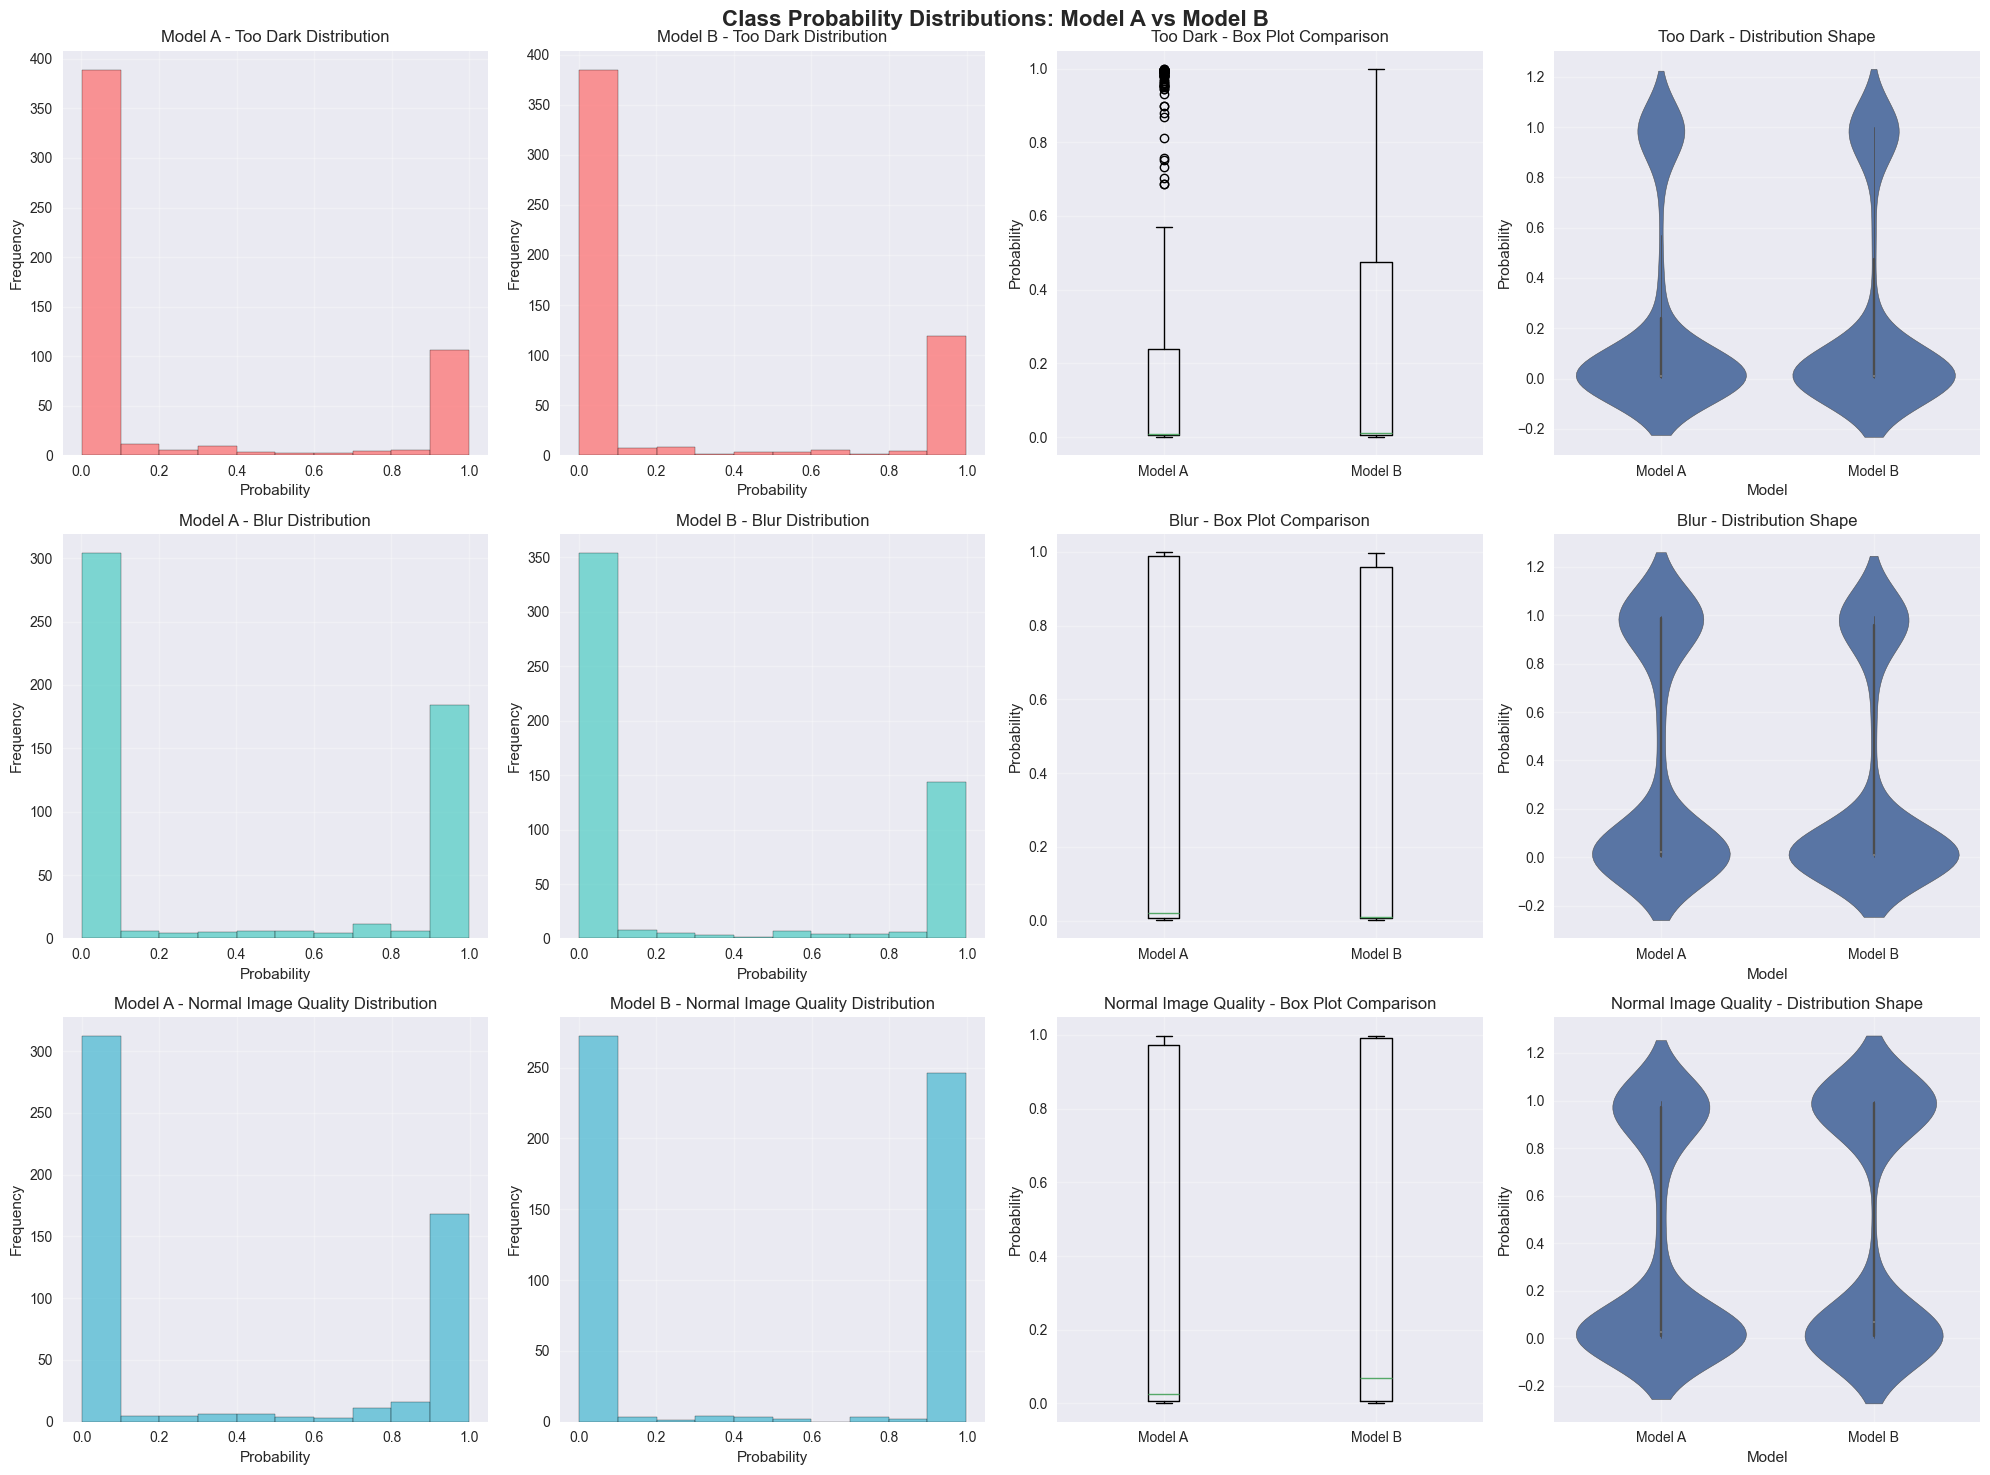 Class Probability Distributions: Model A vs Model B
Model A - Too Dark Distribution
400
350
300
250
200
150
100
50
0
Frequency
0.0 0.2 0.4 0.6 0.8 1.0
Probability
Model B - Too Dark Distribution
400
350
300
250
200
150
100
50
0
Frequency
0.0 0.2 0.4 0.6 0.8 1.0
Probability
Too Dark - Box Plot Comparison
1.0
0.8
0.6
0.4
0.2
0.0
Probability
Model A Model B
Too Dark - Distribution Shape
1.2
1.0
0.8
0.6
0.4
0.2
0.0
−0.2
Probability
Model A Model B
Model
Model A - Blur Distribution
300
250
200
150
100
50
0
Frequency
0.0 0.2 0.4 0.6 0.8 1.0
Probability
Model B - Blur Distribution
350
300
250
200
150
100
50
0
Frequency
0.0 0.2 0.4 0.6 0.8 1.0
Probability
Blur - Box Plot Comparison
1.0
0.8
0.6
0.4
0.2
0.0
Probability
Model A Model B
Blur - Distribution Shape
1.2
1.0
0.8
0.6
0.4
0.2
0.0
−0.2
Probability
Model A Model B
Model
Model A - Normal Image Quality Distribution
300
250
200
150
100
50
0
Frequency
0.0 0.2 0.4 0.6 0.8 1.0
Probability
Model B - Normal Image Quality Distribution
250
200
150
100
50
0
Frequency
0.0 0.2 0.4 0.6 0.8 1.0
Probability
Normal Image Quality - Box Plot Comparison
1.0
0.8
0.6
0.4
0.2
0.0
Probability
Model A Model B
Normal Image Quality - Distribution Shape
1.2
1.0
0.8
0.6
0.4
0.2
0.0
−0.2
Probability
Model A Model B
Model